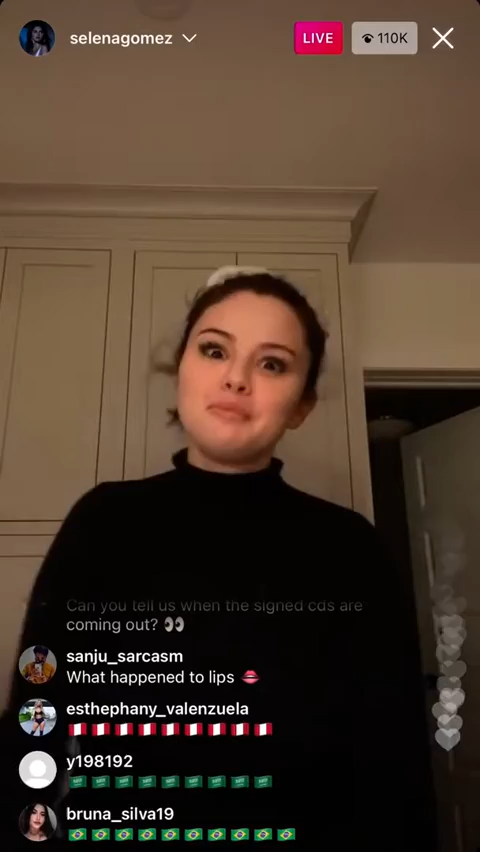 selenagomez
LIVE
110K
Can you tell us when the signed cds are
coming out? 👀
sanju_sarcasm
What happened to lips 👄
esthephany_valenzuela
🇵🇪🇵🇪🇵🇪🇵🇪🇵🇪🇵🇪🇵🇪🇵🇪
y198192
🇸🇦🇸🇦🇸🇦🇸🇦🇸🇦🇸🇦🇸🇦🇸🇦
bruna_silva19
🇧🇷🇧🇷🇧🇷🇧🇷🇧🇷🇧🇷🇧🇷🇧🇷🇧🇷